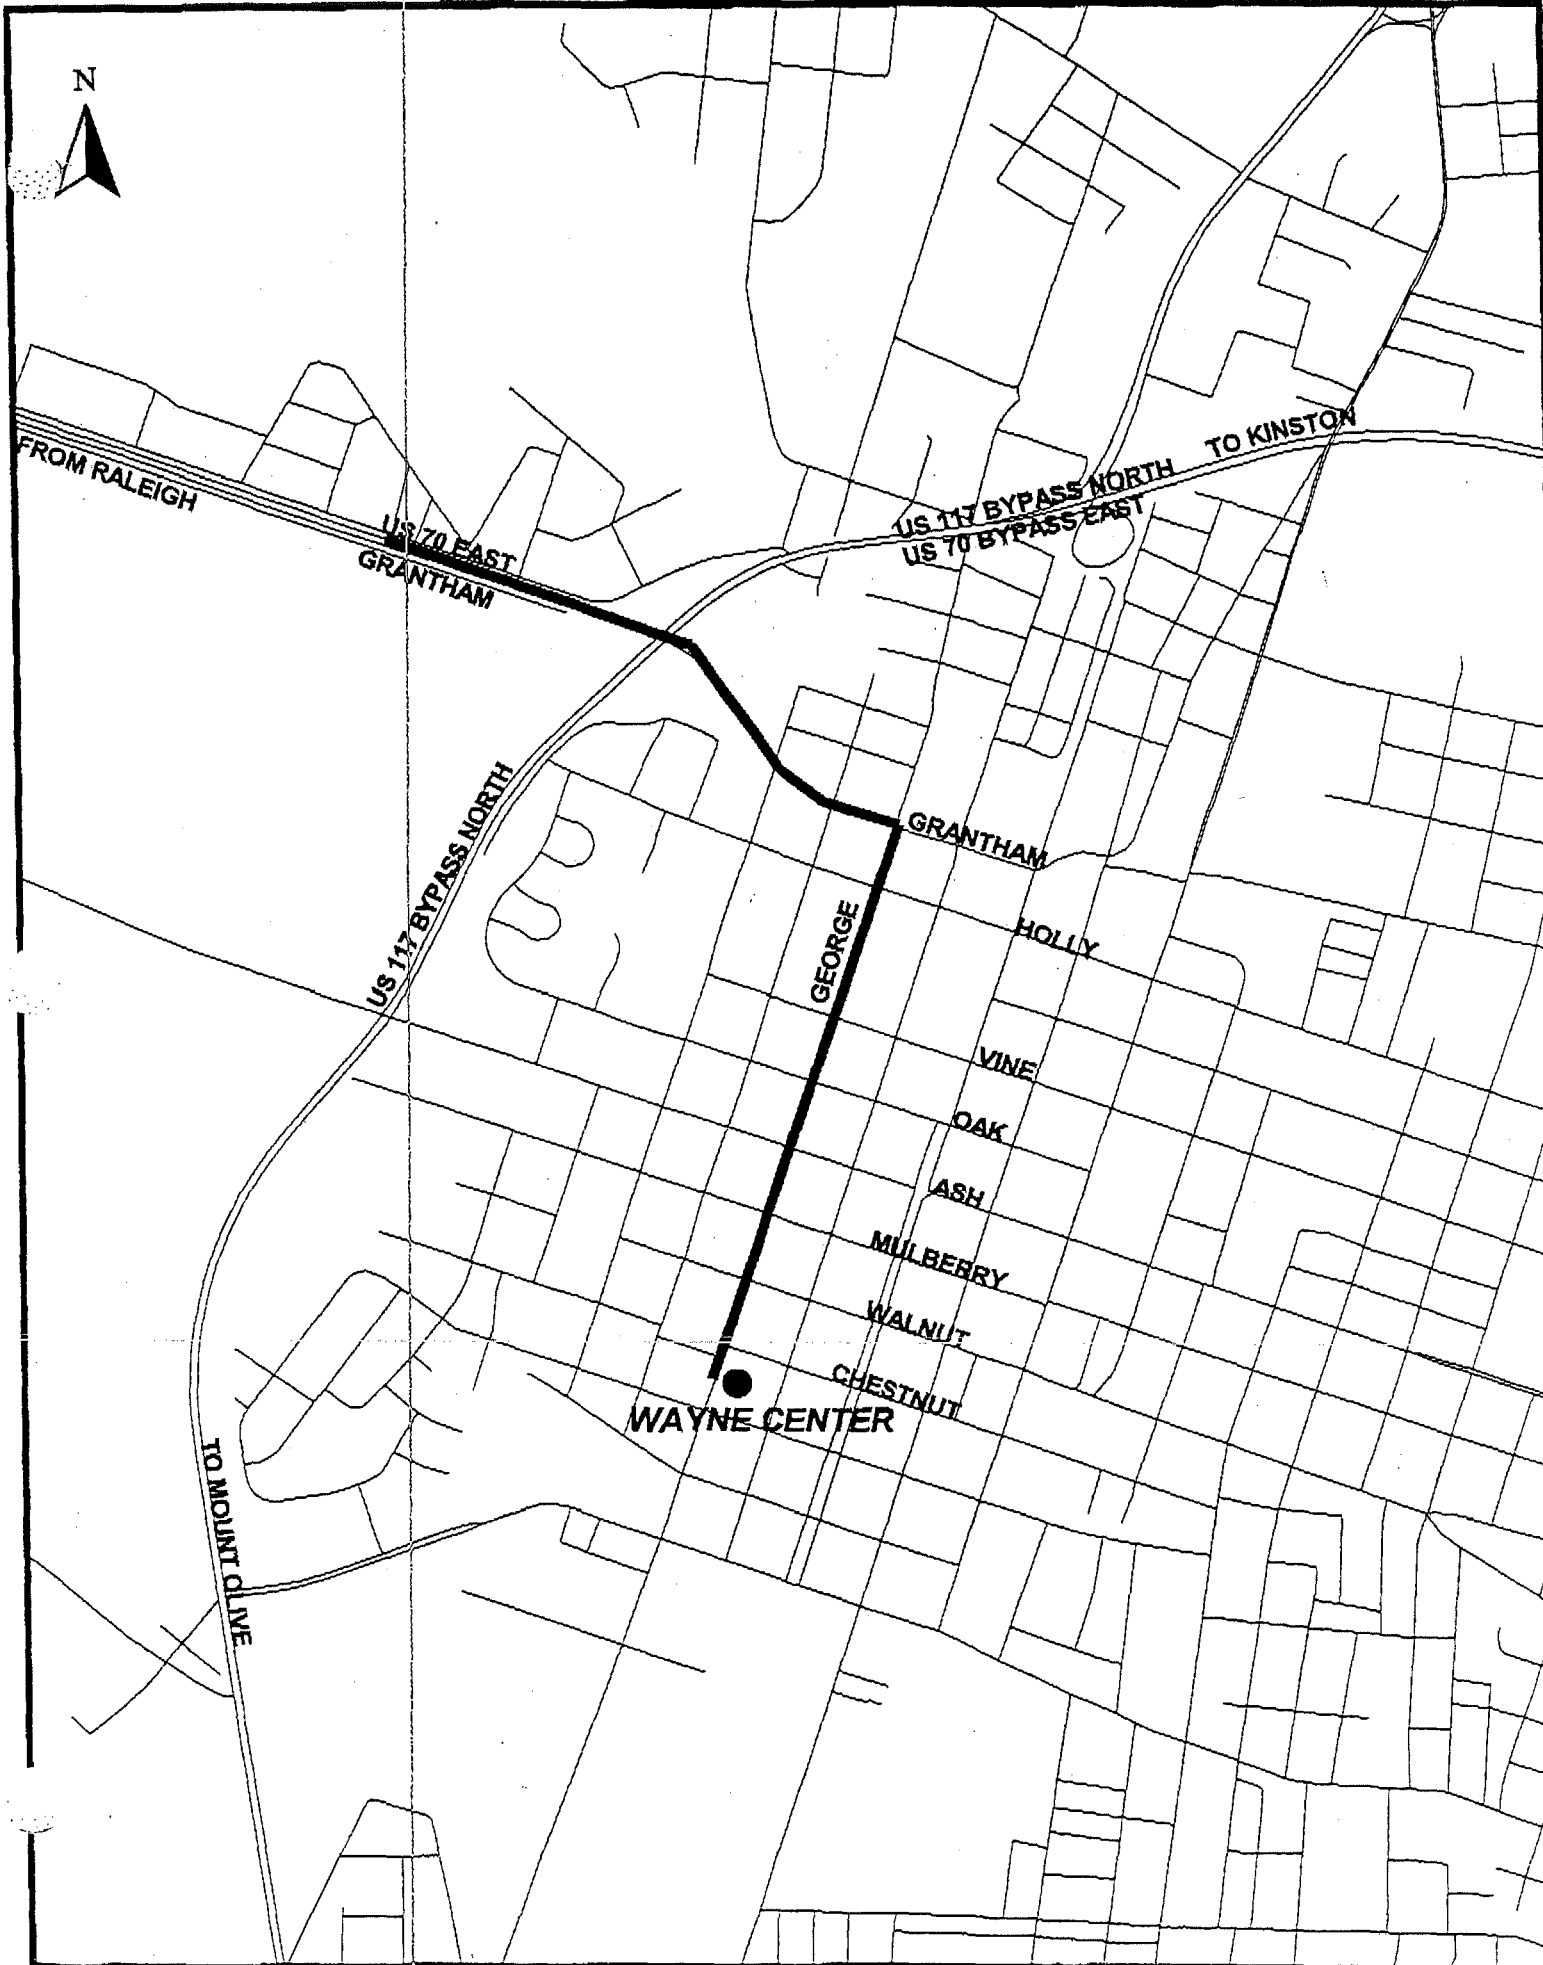 N
TO KINSTON
FROM RALEIGH
US 117 BYPASS NORTH
US 70 BYPASS EAST
US 70 EAST
GRANTHAM
US 117 BYPASS NORTH
GRANTHAM
GEORGE
HOLLY
VINE
OAK
ASH
MULBERRY
WALNUT
CHESTNUT
WAYNE CENTER
TO MOUNT OLIVE